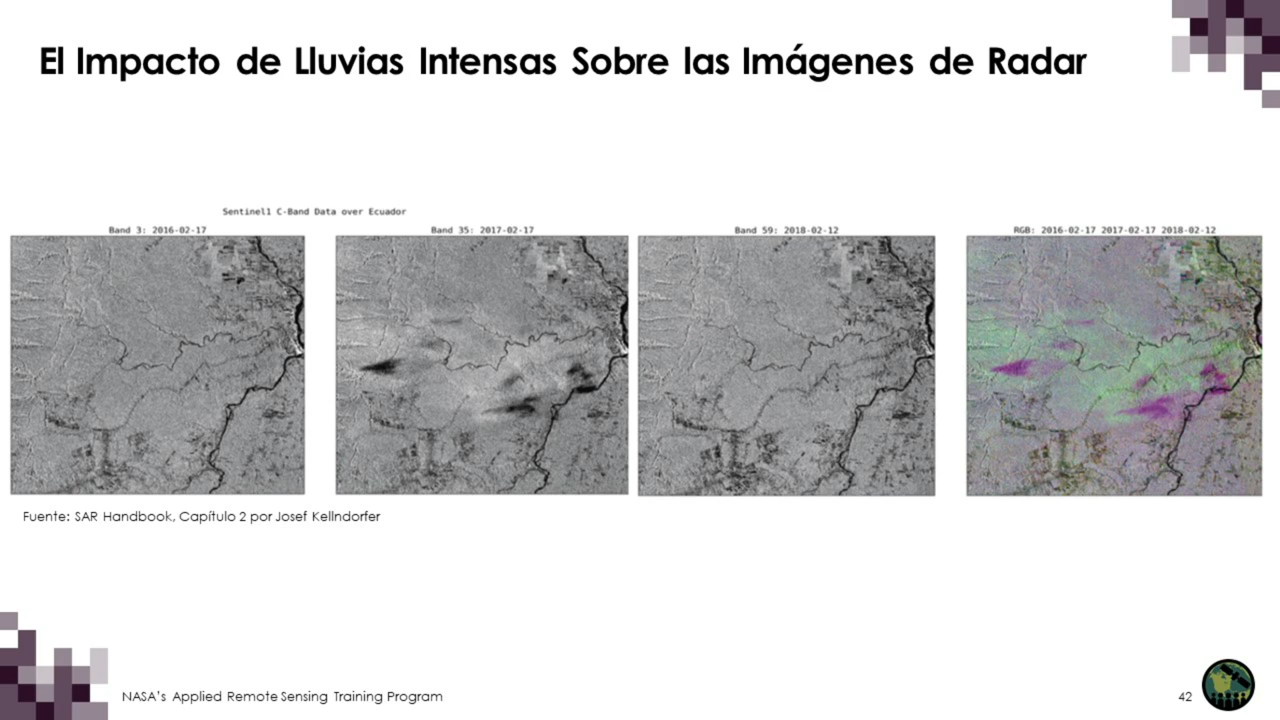 El Impacto de Lluvias Intensas Sobre las Imágenes de Radar
Sentinel1 C-Band Data over Ecuador
Band 3: 2016-02-17
Band 35: 2017-02-17
Band 59: 2018-02-12
RGB: 2016-02-17 2017-02-17 2018-02-12
Fuente: SAR Handbook, Capítulo 2 por Josef Kellndorfer
NASA's Applied Remote Sensing Training Program
42